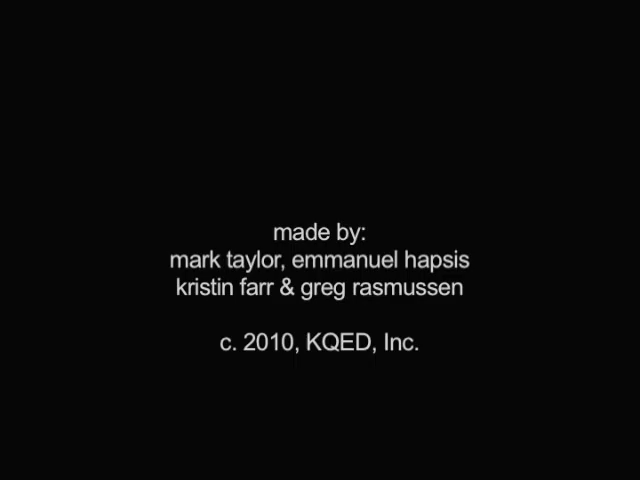 made by:
mark taylor, emmanuel hapsis
kristin farr & greg rasmussen
c. 2010, KQED, Inc.